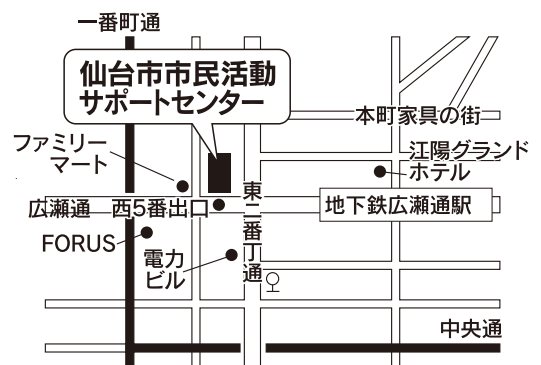 一番町通
仙台市市民活動
サポートセンター
本町家具の街
ファミリー
マート
江陽グランド
ホテル
広瀬通
西5番出口
東二番丁通
地下鉄広瀬通駅
FORUS
電力
ビル
中央通